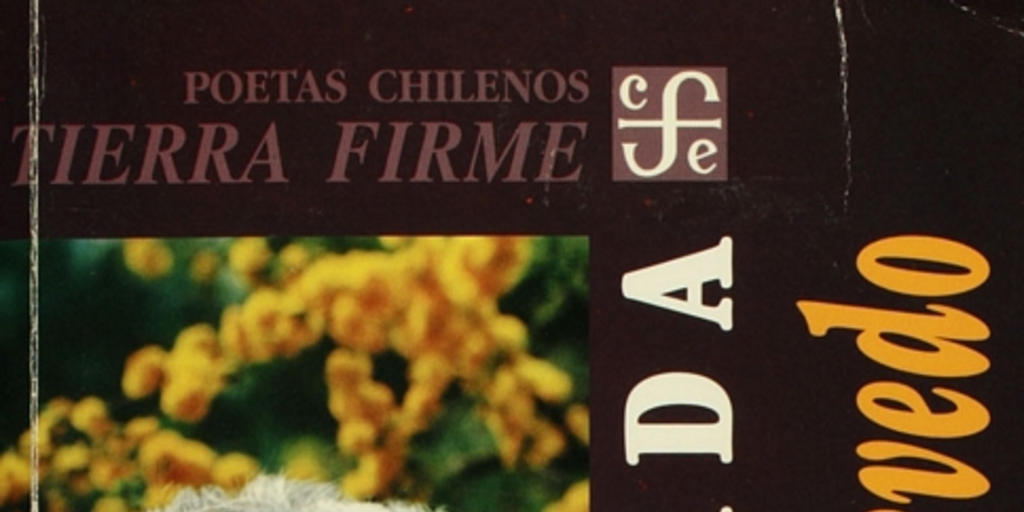 POETAS CHILENOS
TIERRA FIRME
cfe
DA
vedo